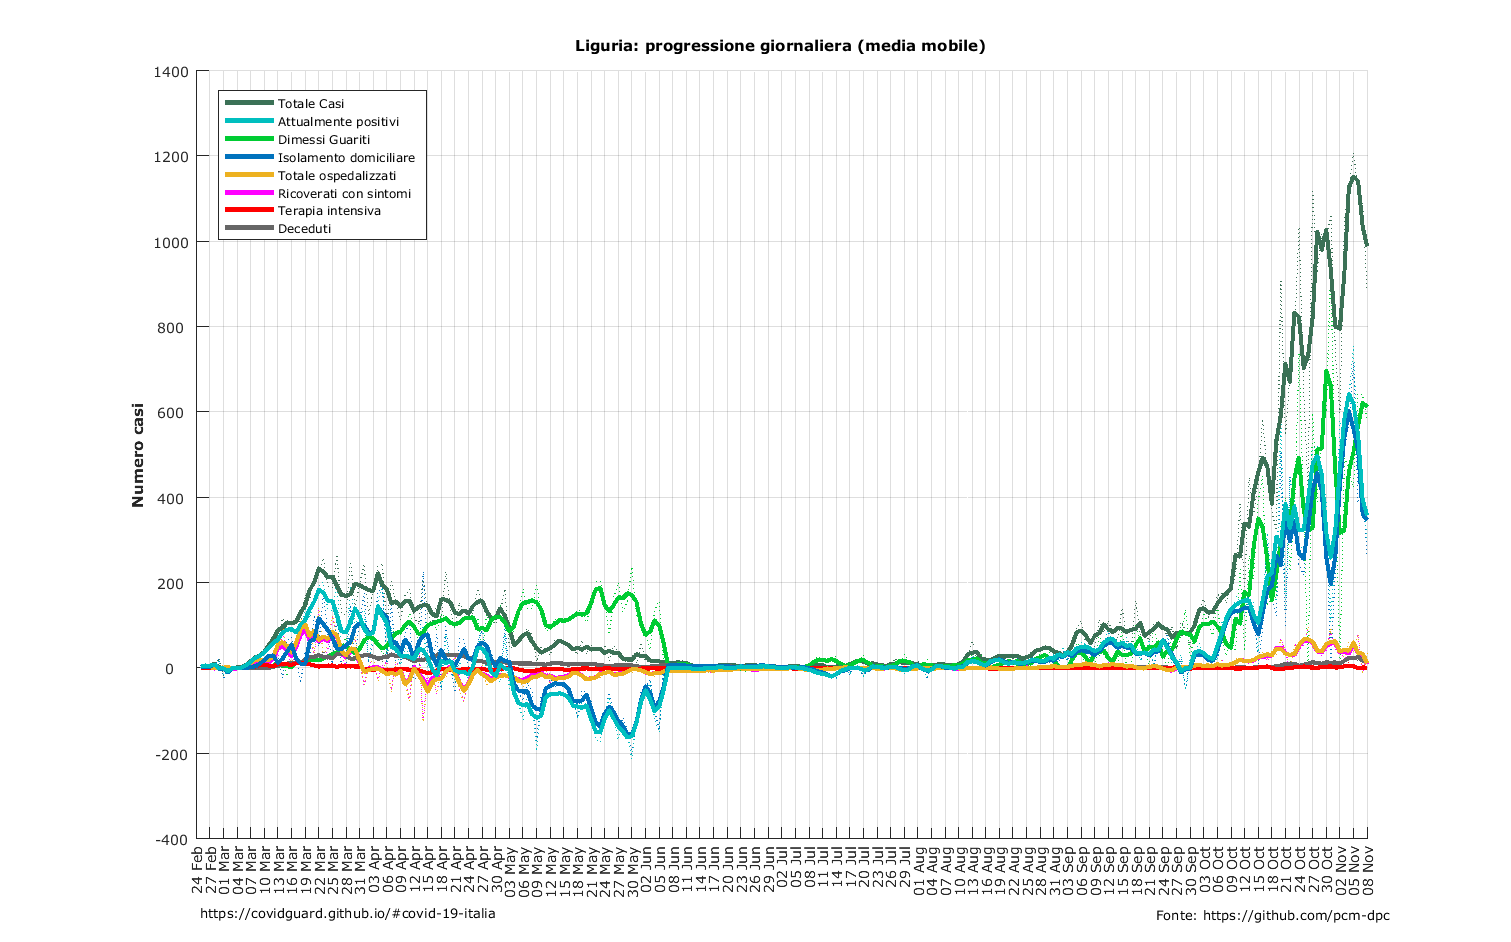 Liguria: progressione giornaliera (media mobile)
1400
1200
1000
800
600
400
200
0
-200
-400
Numero casi
Totale Casi
Attualmente positivi
Dimessi Guariti
Isolamento domiciliare
Totale ospedalizzati
Ricoverati con sintomi
Terapia intensiva
Deceduti
24 Feb
27 Feb
01 Mar
04 Mar
07 Mar
10 Mar
13 Mar
16 Mar
19 Mar
22 Mar
25 Mar
28 Mar
31 Mar
03 Apr
06 Apr
09 Apr
12 Apr
15 Apr
18 Apr
21 Apr
24 Apr
27 Apr
30 Apr
03 May
06 May
09 May
12 May
15 May
18 May
21 May
24 May
27 May
30 May
02 Jun
05 Jun
08 Jun
11 Jun
14 Jun
17 Jun
20 Jun
23 Jun
26 Jun
29 Jun
02 Jul
05 Jul
08 Jul
11 Jul
14 Jul
17 Jul
20 Jul
23 Jul
26 Jul
29 Jul
01 Aug
04 Aug
07 Aug
10 Aug
13 Aug
16 Aug
19 Aug
22 Aug
25 Aug
28 Aug
31 Aug
03 Sep
06 Sep
09 Sep
12 Sep
15 Sep
18 Sep
21 Sep
24 Sep
27 Sep
30 Sep
03 Oct
06 Oct
09 Oct
12 Oct
15 Oct
18 Oct
21 Oct
24 Oct
27 Oct
30 Oct
02 Nov
05 Nov
08 Nov
https://covidguard.github.io/#covid-19-italia
Fonte: https://github.com/pcm-dpc